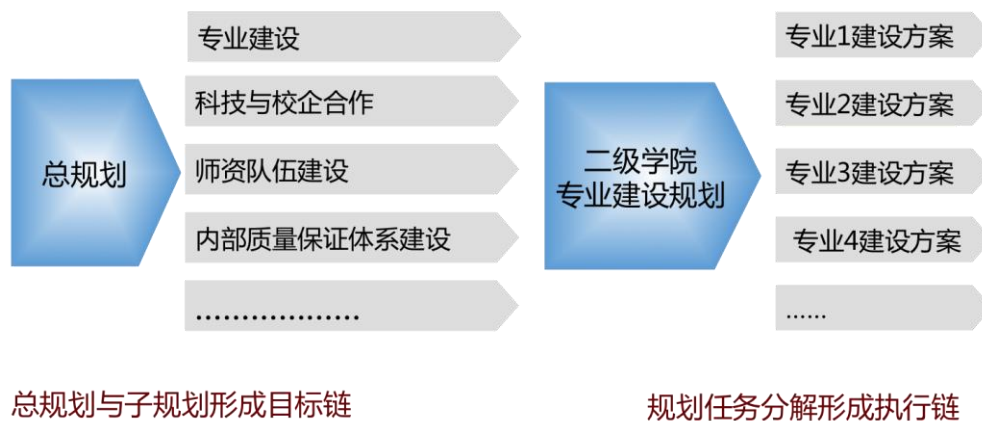 总规划
专业建设
科技与校企合作
师资队伍建设
内部质量保证体系建设
………………
二级学院
专业建设规划
专业1建设方案
专业2建设方案
专业3建设方案
专业4建设方案
……
总规划与子规划形成目标链
规划任务分解形成执行链